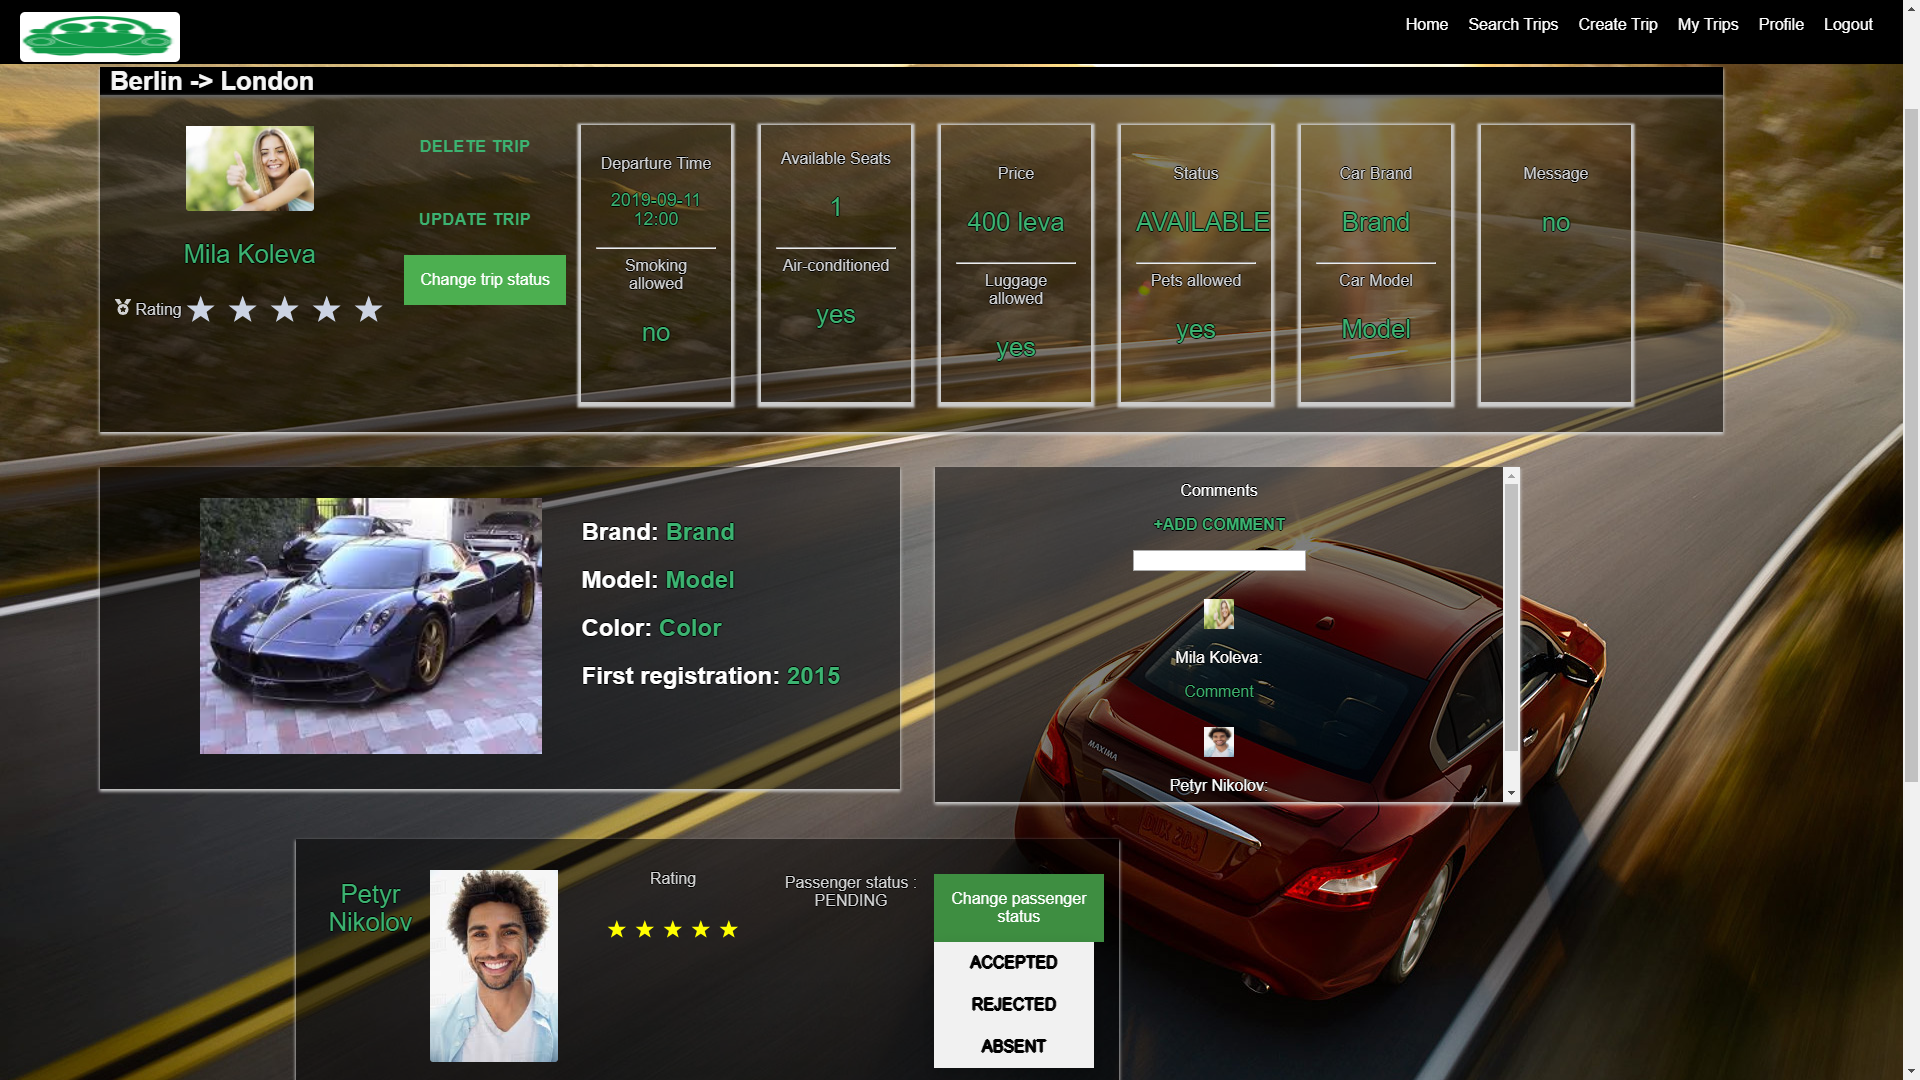 Home Search Trips Create Trip My Trips Profile Logout
Berlin -> London
Mila Koleva
Rating
DELETE TRIP
UPDATE TRIP
Change trip status
Departure Time
2019-09-11
12:00
Smoking
allowed
no
Available Seats
1
Air-conditioned
yes
Price
400 leva
Luggage
allowed
yes
Status
AVAILABLE
Pets allowed
yes
Car Brand
Brand
Car Model
Model
Message
no
Brand: Brand
Model: Model
Color: Color
First registration: 2015
Comments
+ADD COMMENT
Mila Koleva:
Comment
Petyr Nikolov:
MAXIMA
Petyr
Nikolov
Rating
Passenger status :
PENDING
Change passenger
status
ACCEPTED
REJECTED
ABSENT